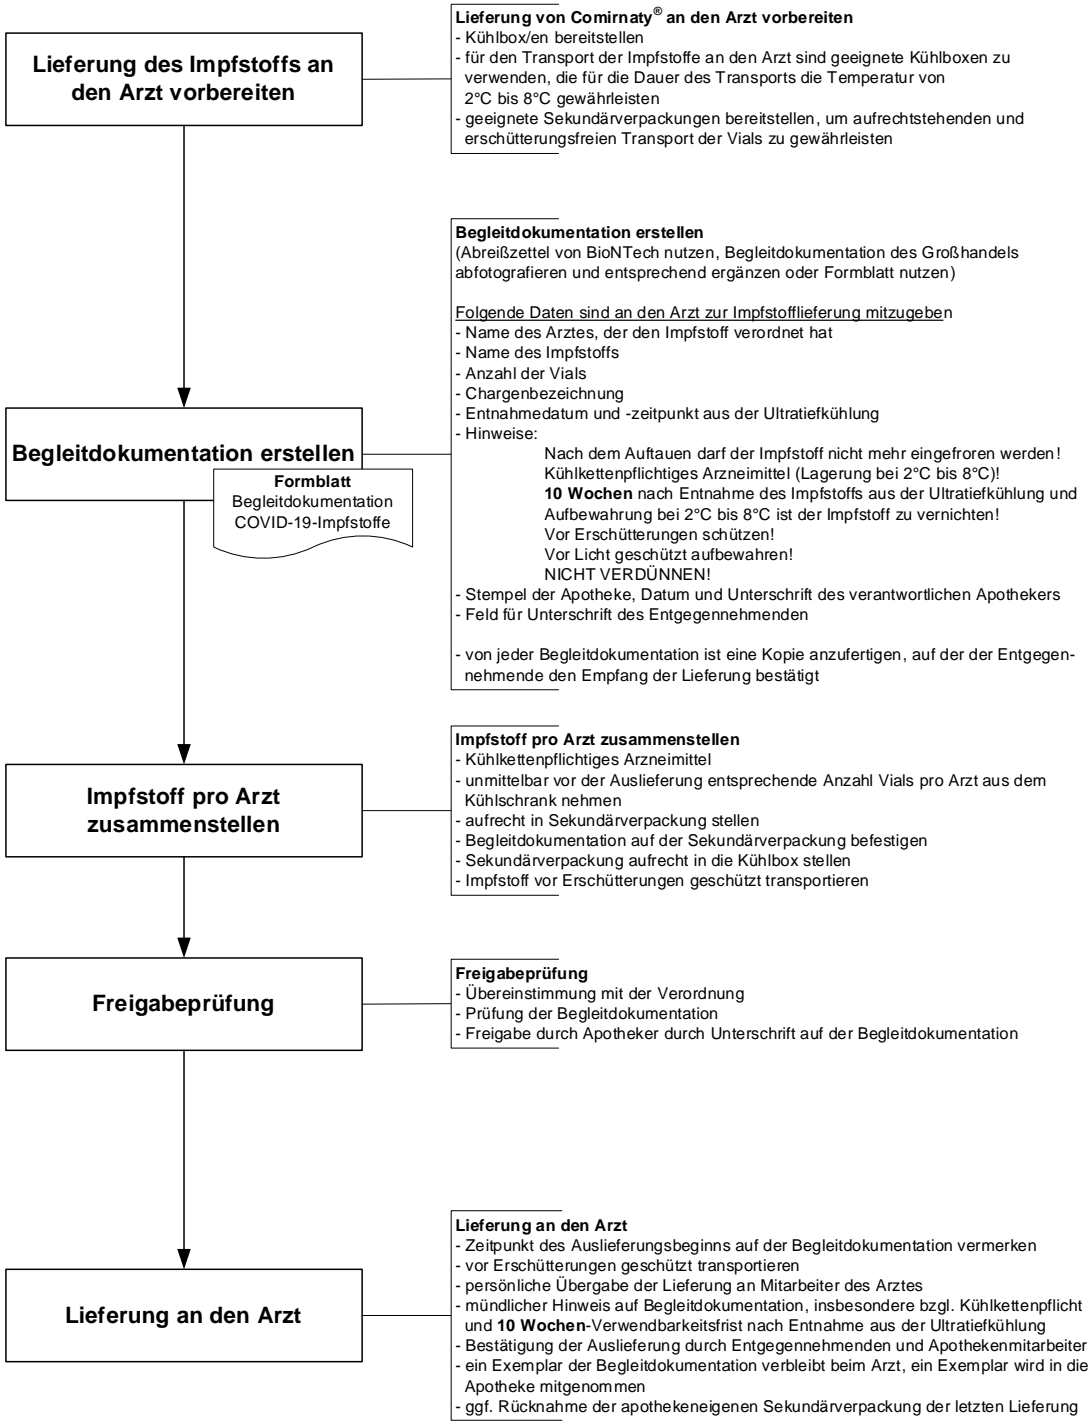 Lieferung des Impfstoffs an
den Arzt vorbereiten
Lieferung von Comirnaty® an den Arzt vorbereiten
- Kühlbox/en bereitstellen
- für den Transport der Impfstoffe an den Arzt sind geeignete Kühlboxen zu
verwenden, die für die Dauer des Transports die Temperatur von
2°C bis 8°C gewährleisten
- geeignete Sekundärverpackungen bereitstellen, um aufrechtstehenden und
erschütterungsfreien Transport der Vials zu gewährleisten
Begleitdokumentation erstellen
Formblatt
Begleitdokumentation
COVID-19-Impfstoffe
Begleitdokumentation erstellen
(Abreißzettel von BioNTech nutzen, Begleitdokumentation des Großhandels
abfotografieren und entsprechend ergänzen oder Formblatt nutzen)
Folgende Daten sind an den Arzt zur Impfstofflieferung mitzugeben
- Name des Arztes, der den Impfstoff verordnet hat
- Name des Impfstoffs
- Anzahl der Vials
- Chargenbezeichnung
- Entnahmedatum und -zeitpunkt aus der Ultratiefkühlung
- Hinweise:
Nach dem Auftauen darf der Impfstoff nicht mehr eingefroren werden!
Kühlkettenpflichtiges Arzneimittel (Lagerung bei 2°C bis 8°C)!
10 Wochen nach Entnahme des Impfstoffs aus der Ultratiefkühlung und
Aufbewahrung bei 2°C bis 8°C ist der Impfstoff zu vernichten!
Vor Erschütterungen schützen!
Vor Licht geschützt aufbewahren!
NICHT VERDÜNNEN!
- Stempel der Apotheke, Datum und Unterschrift des verantwortlichen Apothekers
- Feld für Unterschrift des Entgegennehmenden
- von jeder Begleitdokumentation ist eine Kopie anzufertigen, auf der der Entgegen-
nehmende den Empfang der Lieferung bestätigt
Impfstoff pro Arzt
zusammenstellen
Impfstoff pro Arzt zusammenstellen
- Kühlkettenpflichtiges Arzneimittel
- unmittelbar vor der Auslieferung entsprechende Anzahl Vials pro Arzt aus dem
Kühlschrank nehmen
- aufrecht in Sekundärverpackung stellen
- Begleitdokumentation auf der Sekundärverpackung befestigen
- Sekundärverpackung aufrecht in die Kühlbox stellen
- Impfstoff vor Erschütterungen geschützt transportieren
Freigabeprüfung
Freigabeprüfung
- Übereinstimmung mit der Verordnung
- Prüfung der Begleitdokumentation
- Freigabe durch Apotheker durch Unterschrift auf der Begleitdokumentation
Lieferung an den Arzt
Lieferung an den Arzt
- Zeitpunkt des Auslieferungsbeginns auf der Begleitdokumentation vermerken
- vor Erschütterungen geschützt transportieren
- persönliche Übergabe der Lieferung an Mitarbeiter des Arztes
- mündlicher Hinweis auf Begleitdokumentation, insbesondere bzgl. Kühlkettenpflicht
und 10 Wochen-Verwendbarkeitsfrist nach Entnahme aus der Ultratiefkühlung
- Bestätigung der Auslieferung durch Entgegennehmenden und Apothekenmitarbeiter
- ein Exemplar der Begleitdokumentation verbleibt beim Arzt, ein Exemplar wird in die
Apotheke mitgenommen
- ggf. Rücknahme der apothekeneigenen Sekundärverpackung der letzten Lieferung